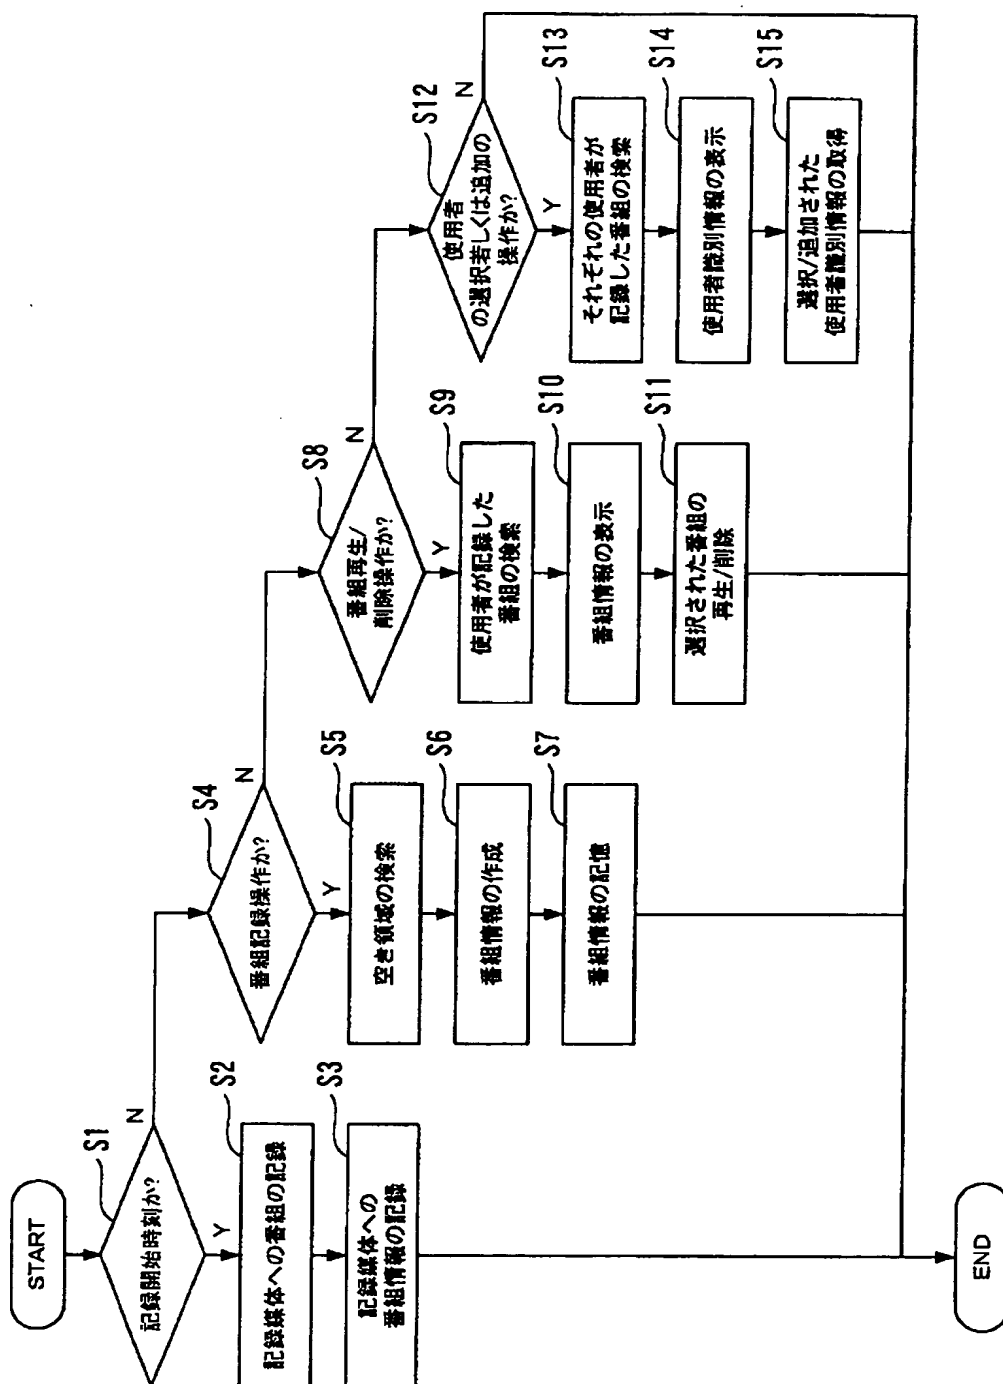 START
S1
記録開始時刻か?
N
Y
S2
記録媒体への番組の記録
S3
記録媒体への
番組情報の記録
S4
番組記録操作か?
N
Y
S5
空き領域の検索
S6
番組情報の作成
S7
番組情報の記憶
S8
番組再生/
削除操作か?
N
Y
S9
使用者が記録した
番組の検索
S10
番組情報の表示
S11
選択された番組の
再生/削除
S12
使用者
の選択若しくは追加の
操作か?
N
Y
S13
それぞれの使用者が
記録した番組の検索
S14
使用者識別情報の表示
S15
選択/追加された
使用者識別情報の取得
END